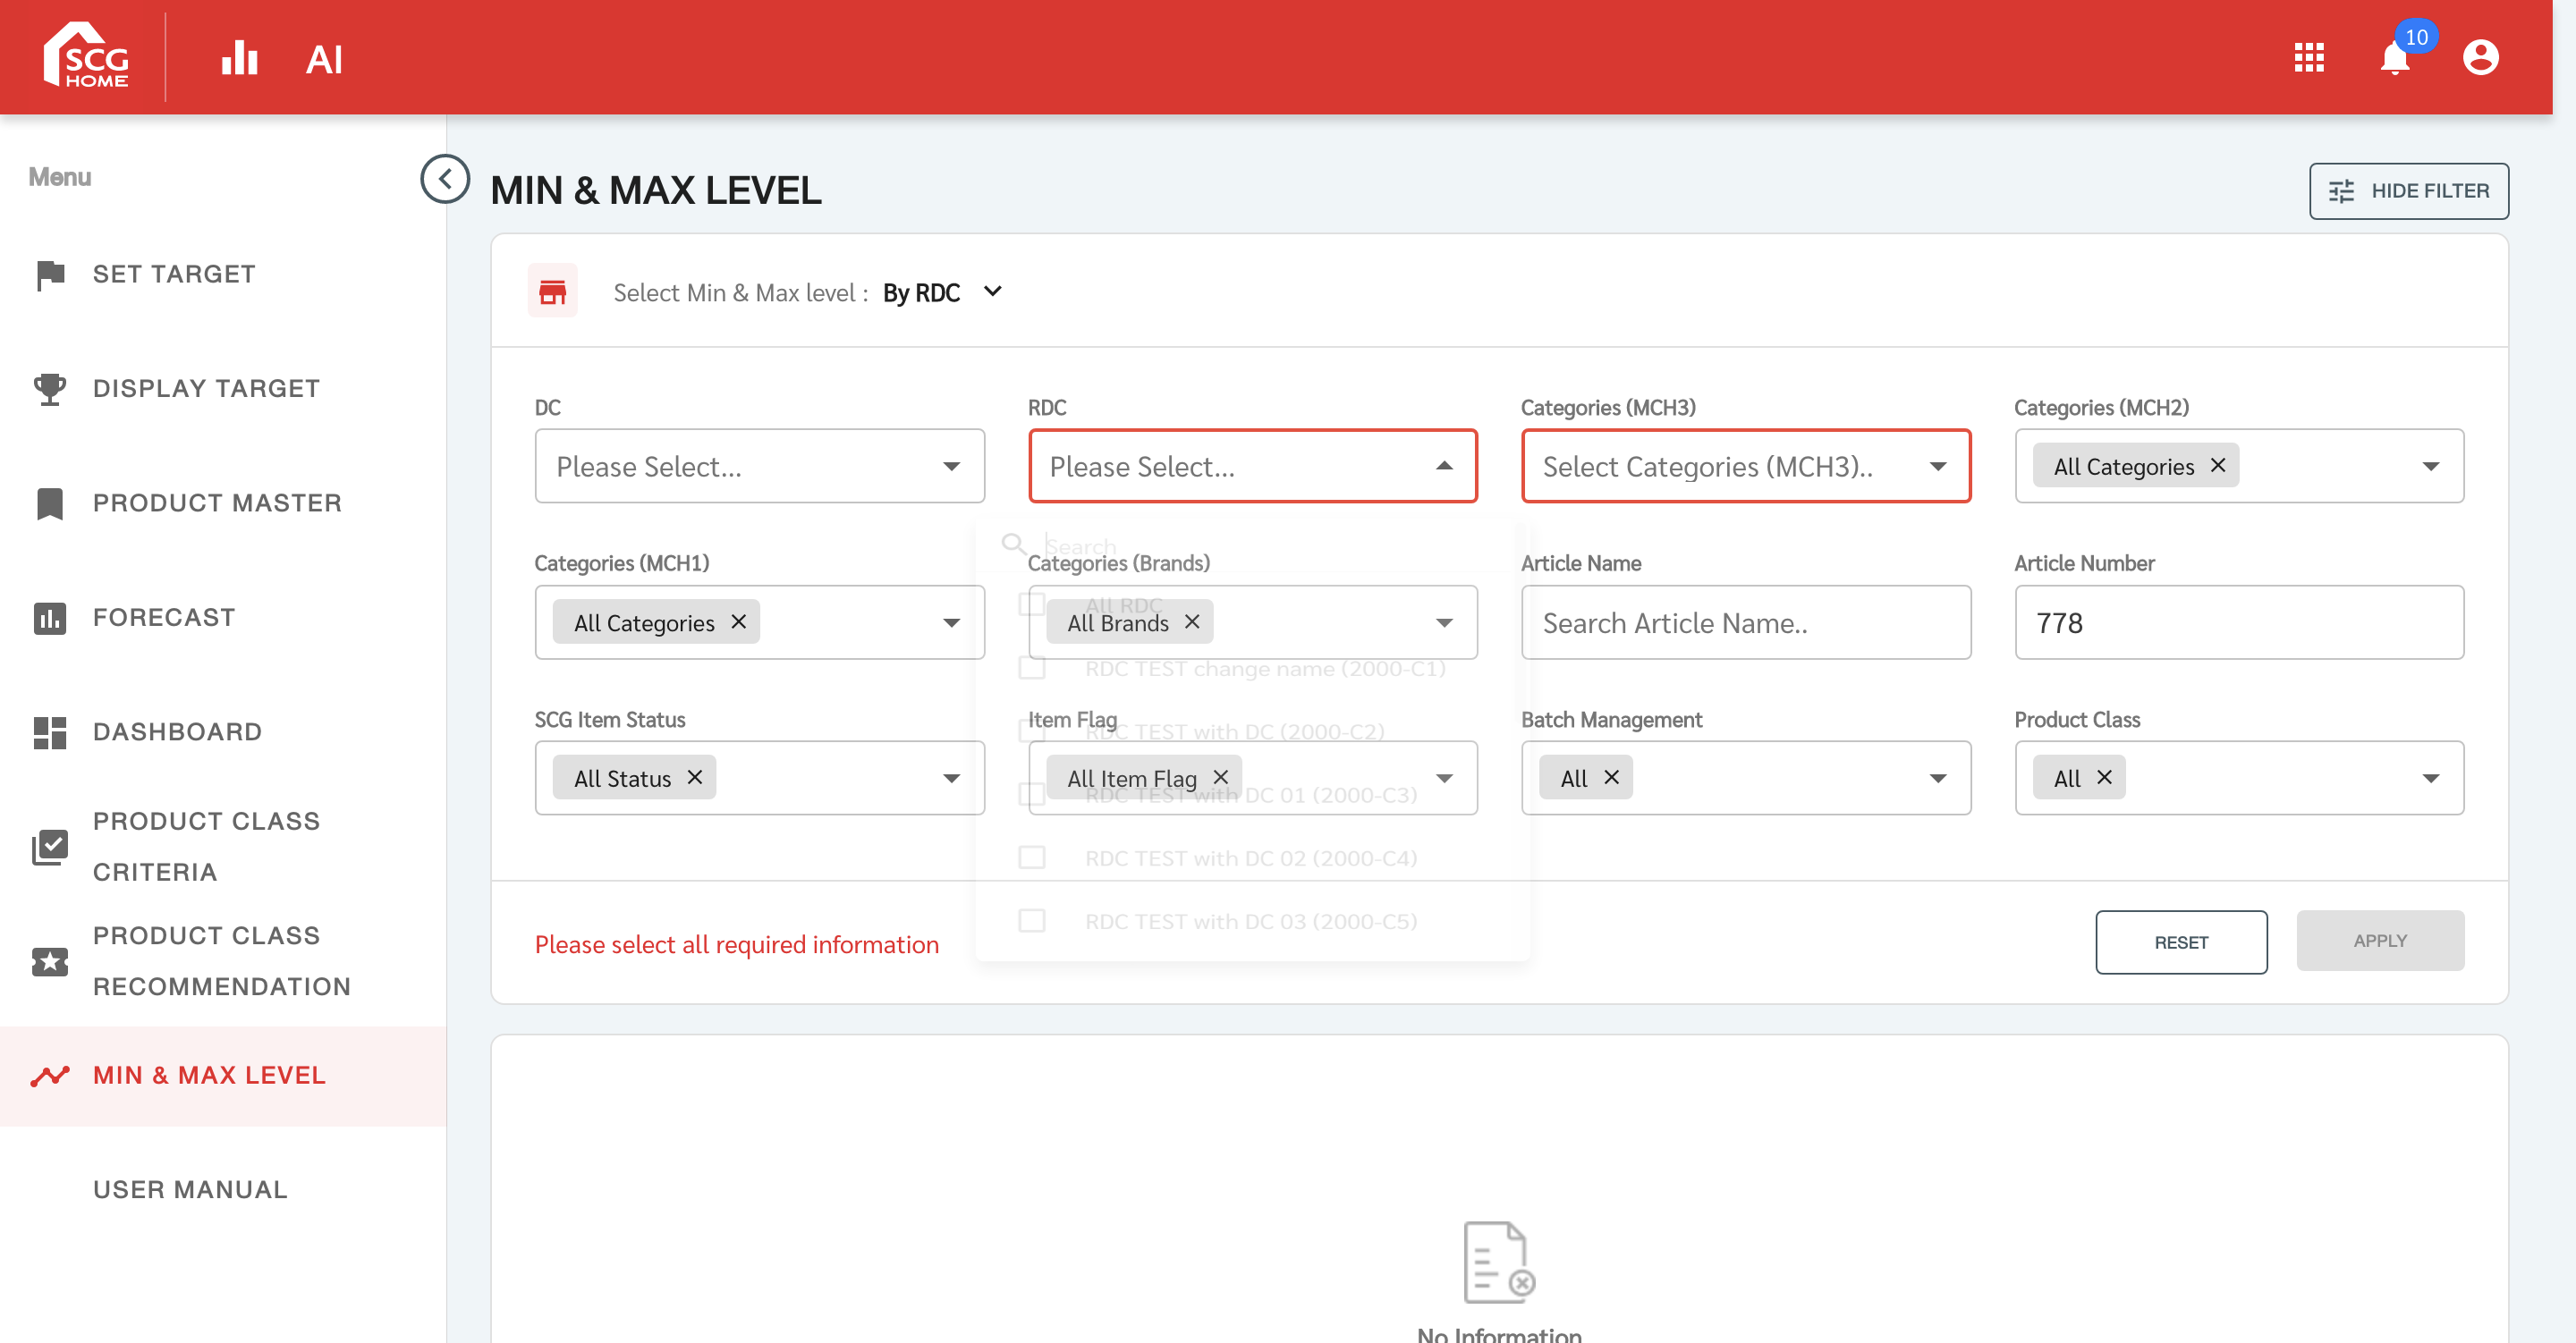 SCG
HOME
AI
10
Menu
SET TARGET
DISPLAY TARGET
PRODUCT MASTER
FORECAST
DASHBOARD
PRODUCT CLASS
CRITERIA
PRODUCT CLASS
RECOMMENDATION
MIN & MAX LEVEL
USER MANUAL
MIN & MAX LEVEL
HIDE FILTER
Select Min & Max level : By RDC
DC
RDC
Categories (MCH3)
Categories (MCH2)
Please Select...
Please Select...
Select Categories (MCH3)..
All Categories
Search
Categories (MCH1)
Categories (Brands)
Article Name
Article Number
All RDC
All Categories
All Brands
Search Article Name..
778
RDC TEST change name (2000-C1)
SCG Item Status
Item Flag
Batch Management
Product Class
RDC TEST with DC (2000-C2)
All Status
All Item Flag
All
All
RDC TEST with DC 01 (2000-C3)
RDC TEST with DC 02 (2000-C4)
RDC TEST with DC 03 (2000-C5)
Please select all required information
RESET
APPLY
No Information